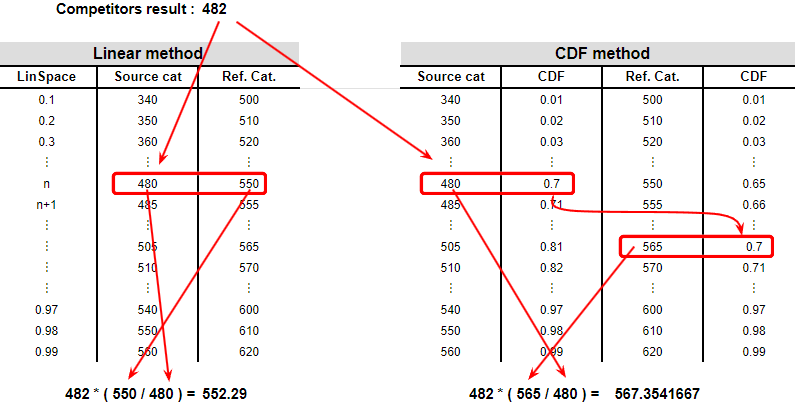 Competitors result : 482
Linear method CDF method
LinSpace Source cat Ref. Cat. Source cat CDF Ref. Cat. CDF
0.1 340 500 340 0.01 500 0.01
0.2 350 510 350 0.02 510 0.02
0.3 360 520 360 0.03 520 0.03
n 480 550 480 0.7 550 0.65
n+1 485 555 485 0.71 555 0.66
505 565 505 0.81 565 0.7
510 570 510 0.82 570 0.71
0.97 540 600 540 0.97 600 0.97
0.98 550 610 550 0.98 610 0.98
0.99 560 620 560 0.99 620 0.99
482 * ( 550 / 480 ) = 552.29 482 * ( 565 / 480 ) = 567.3541667